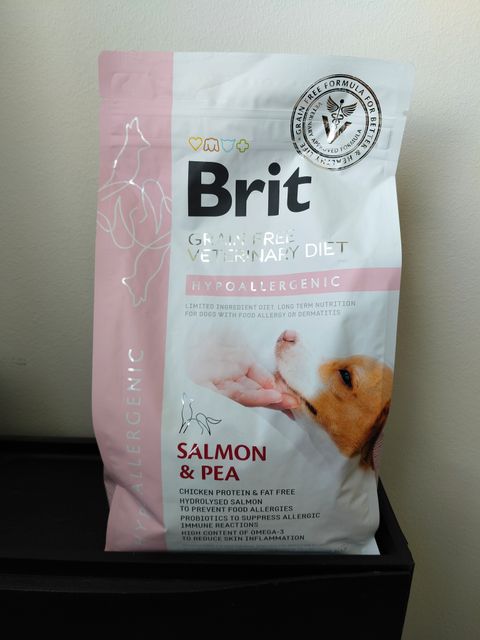 GRAIN FREE FORMULA FOR BETTER & HEALTHY LIFE
APPROVED FORMULA
Brit
GRAIN FREE
VETERINARY DIET
HYPOALLERGENIC
LIMITED INGREDIENT DIET. LONG TERM NUTRITION
FOR DOGS WITH FOOD ALLERGY OR DERMATITIS
HYPOALLERGENIC
SALMON
& PEA
CHICKEN PROTEIN & FAT FREE
HYDROLYSED SALMON
TO PREVENT FOOD ALLERGIES
PROBIOTICS TO SUPPRESS ALLERGIC
IMMUNE REACTIONS
HIGH CONTENT OF OMEGA-3
TO REDUCE SKIN INFLAMMATION